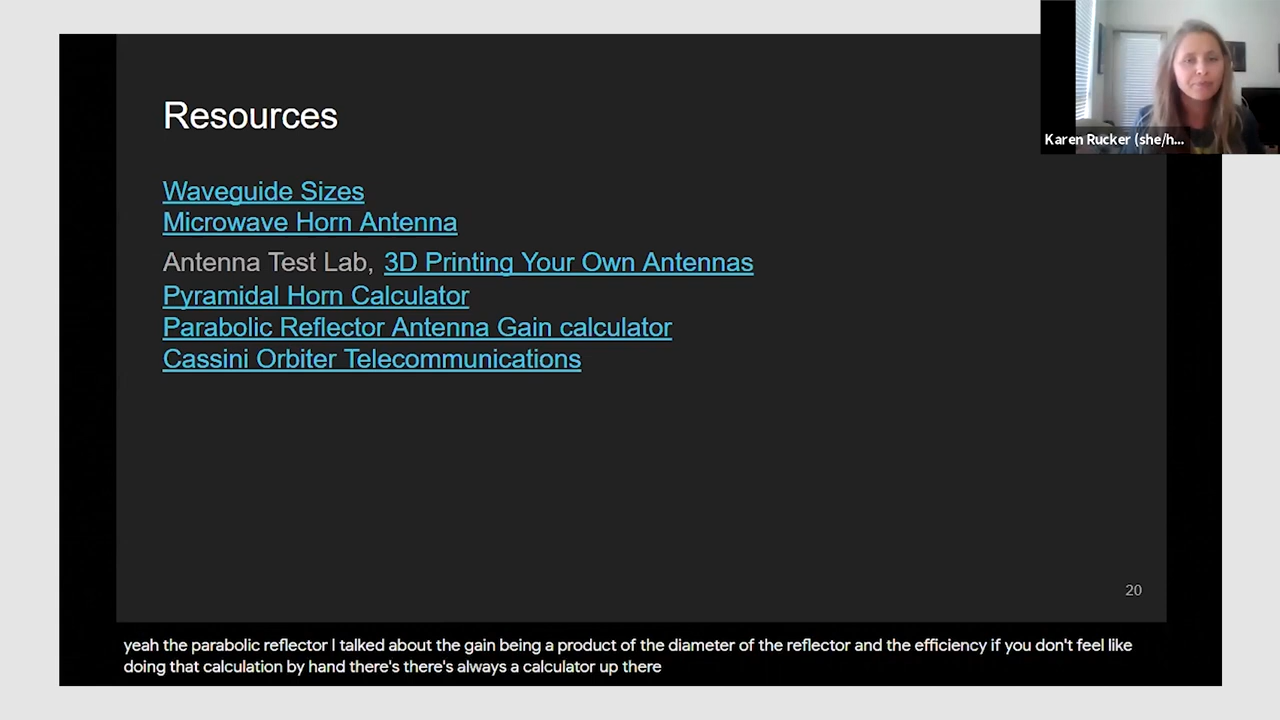 Resources
Karen Rucker (she/h...
Waveguide Sizes
Microwave Horn Antenna
Antenna Test Lab, 3D Printing Your Own Antennas
Pyramidal Horn Calculator
Parabolic Reflector Antenna Gain calculator
Cassini Orbiter Telecommunications
20
yeah the parabolic reflector I talked about the gain being a product of the diameter of the reflector and the efficiency if you don't feel like
doing that calculation by hand there's there's always a calculator up there